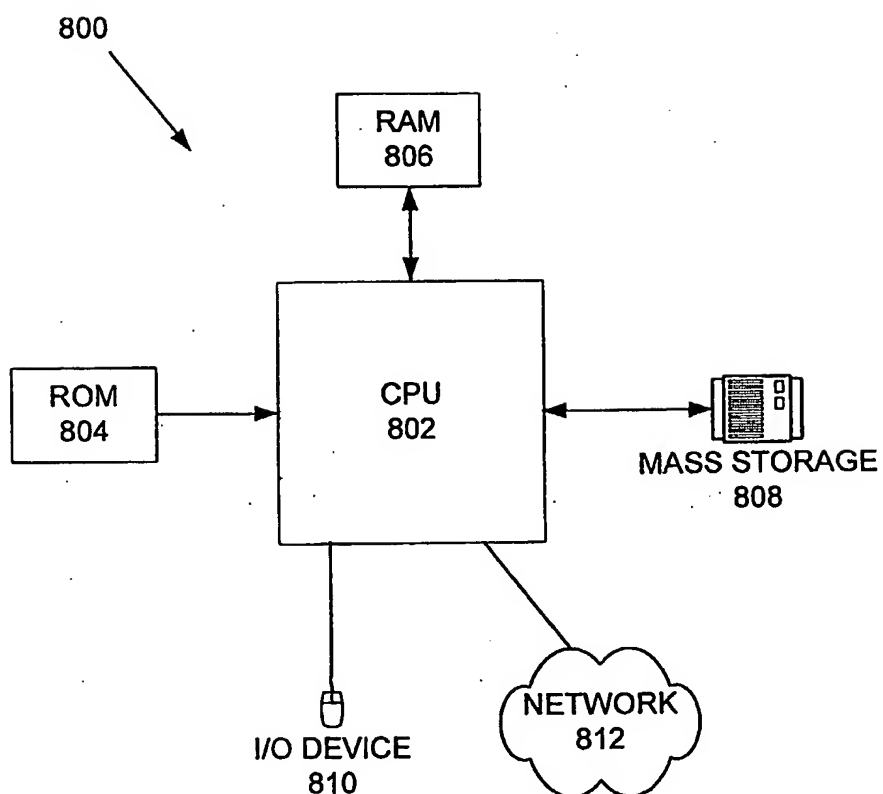 800
RAM
806
ROM
804
CPU
802
MASS STORAGE
808
I/O DEVICE
810
NETWORK
812